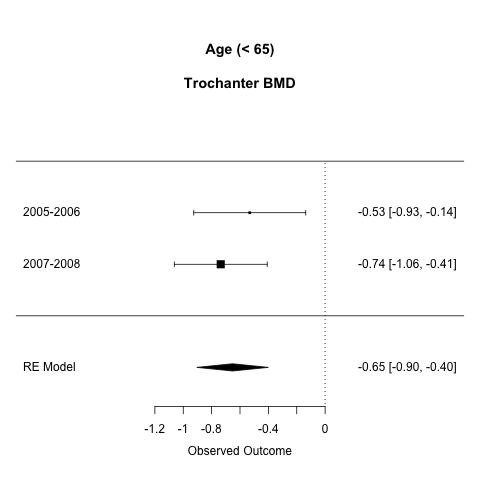 Age (< 65)
Trochanter BMD
2005-2006 -0.53 [-0.93, -0.14]
2007-2008 -0.74 [-1.06, -0.41]
RE Model -0.65 [-0.90, -0.40]
-1.2 -1 -0.8 -0.4 0
Observed Outcome